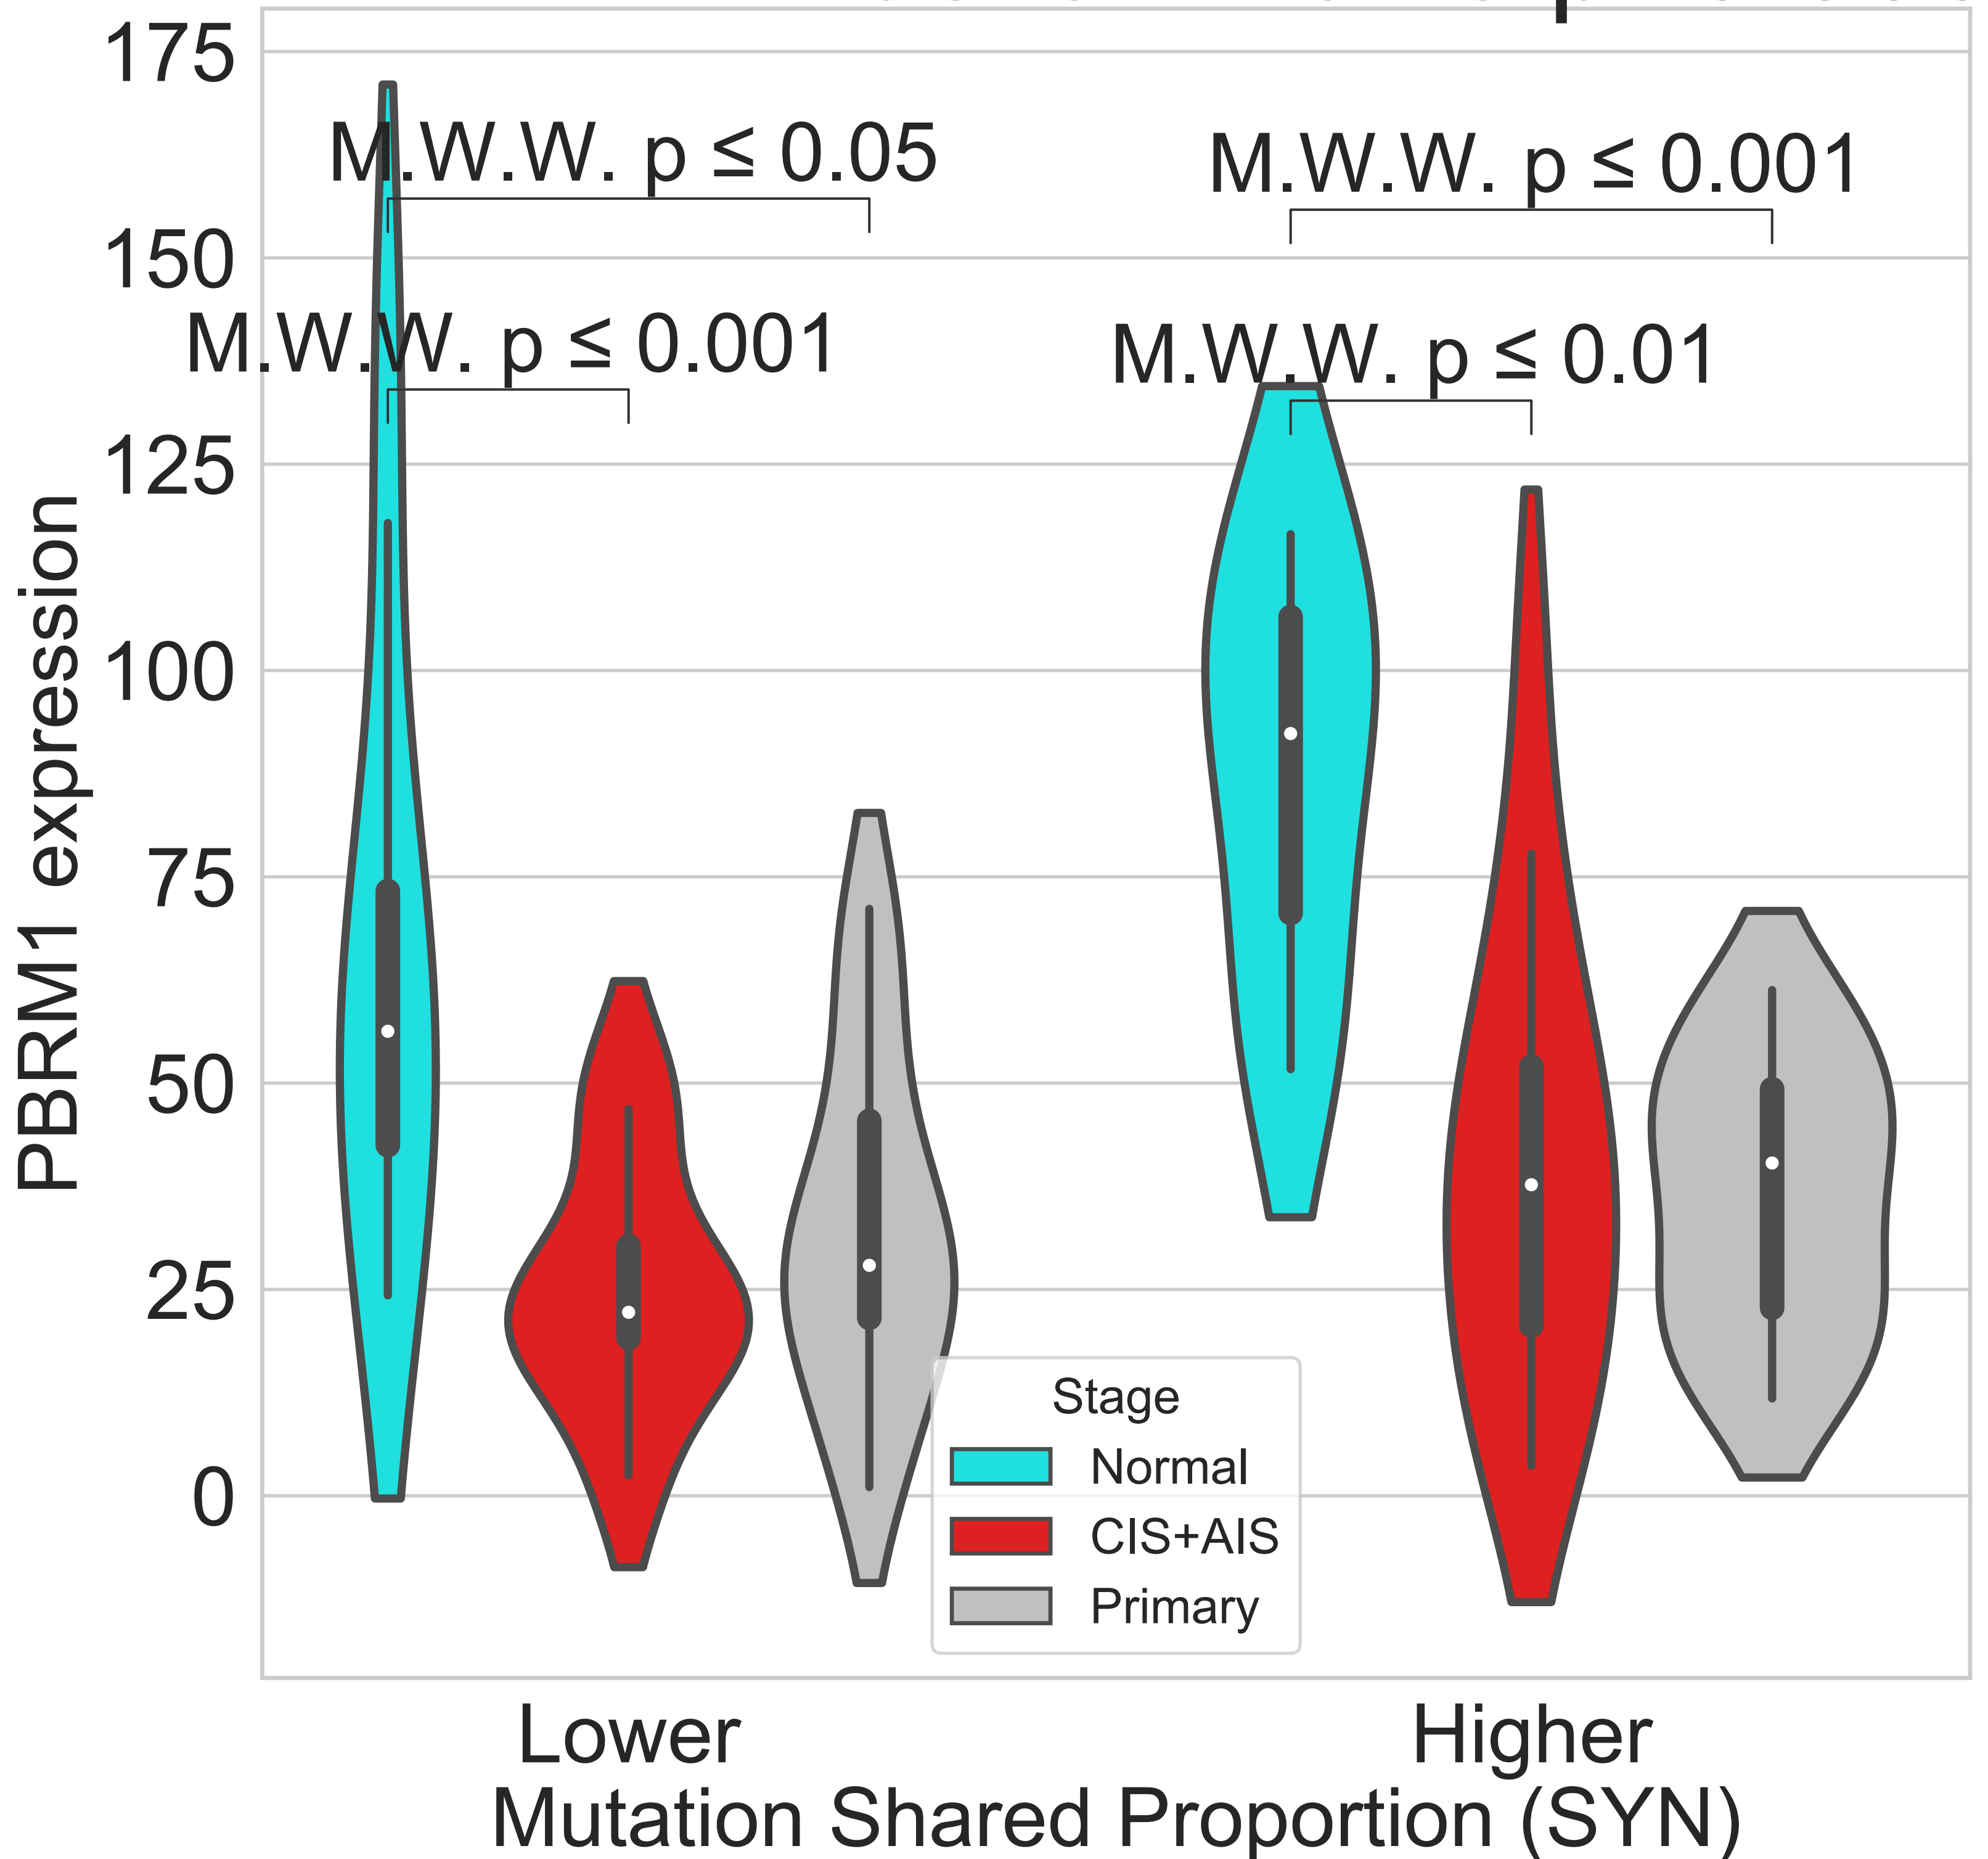 175
M.W.W. p ≤ 0.05
M.W.W. p ≤ 0.001
150
M.W.W. p ≤ 0.001
M.W.W. p ≤ 0.01
125
100
75
50
25
0
PBRM1 expression
Stage
Normal
CIS+AIS
Primary
Lower
Higher
Mutation Shared Proportion (SYN)